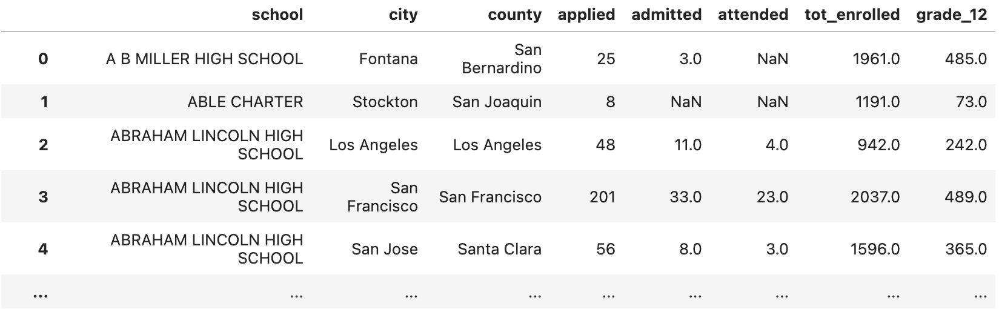 school city county applied admitted attended tot_enrolled grade_12
0 A B MILLER HIGH SCHOOL Fontana San Bernardino 25 3.0 NaN 1961.0 485.0
1 ABLE CHARTER Stockton San Joaquin 8 NaN NaN 1191.0 73.0
2 ABRAHAM LINCOLN HIGH SCHOOL Los Angeles Los Angeles 48 11.0 4.0 942.0 242.0
3 ABRAHAM LINCOLN HIGH SCHOOL San Francisco San Francisco 201 33.0 23.0 2037.0 489.0
4 ABRAHAM LINCOLN HIGH SCHOOL San Jose Santa Clara 56 8.0 3.0 1596.0 365.0
... ... ... ... ... ... ... ... ...